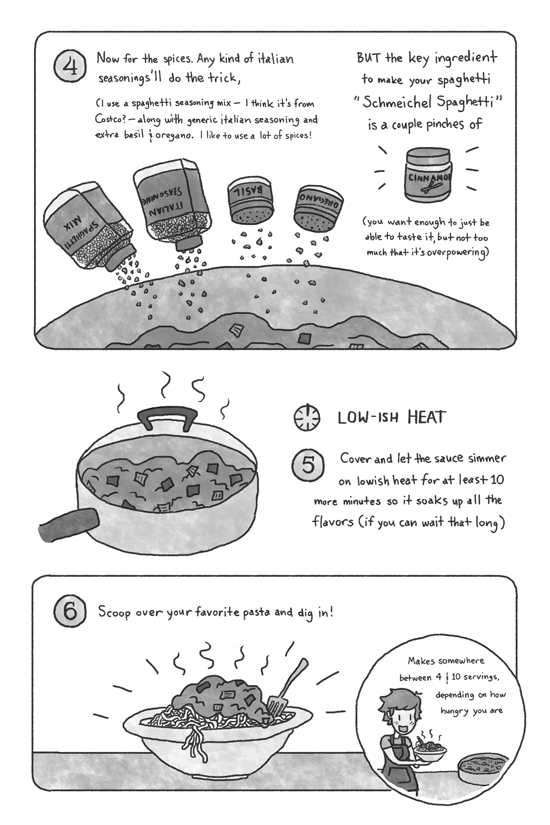 4
Now for the spices. Any kind of italian
seasonings'll do the trick,
(I use a spaghetti seasoning mix — I think it's from
Costco? — along with generic italian seasoning and
extra basil & oregano. I like to use a lot of spices!
BUT the key ingredient
to make your spaghetti
"Schmeichel Spaghetti"
is a couple pinches of
CINNAMON
(you want enough to just be
able to taste it, but not too
much that it's overpowering)
SPAGHETTI
MIX
ITALIAN
SEASONING
BASIL
OREGANO
LOW-ISH HEAT
5
Cover and let the sauce simmer
on lowish heat for at least 10
more minutes so it soaks up all the
flavors (if you can wait that long)
6
Scoop over your favorite pasta and dig in!
Makes somewhere
between 4 & 10 servings,
depending on how
hungry you are